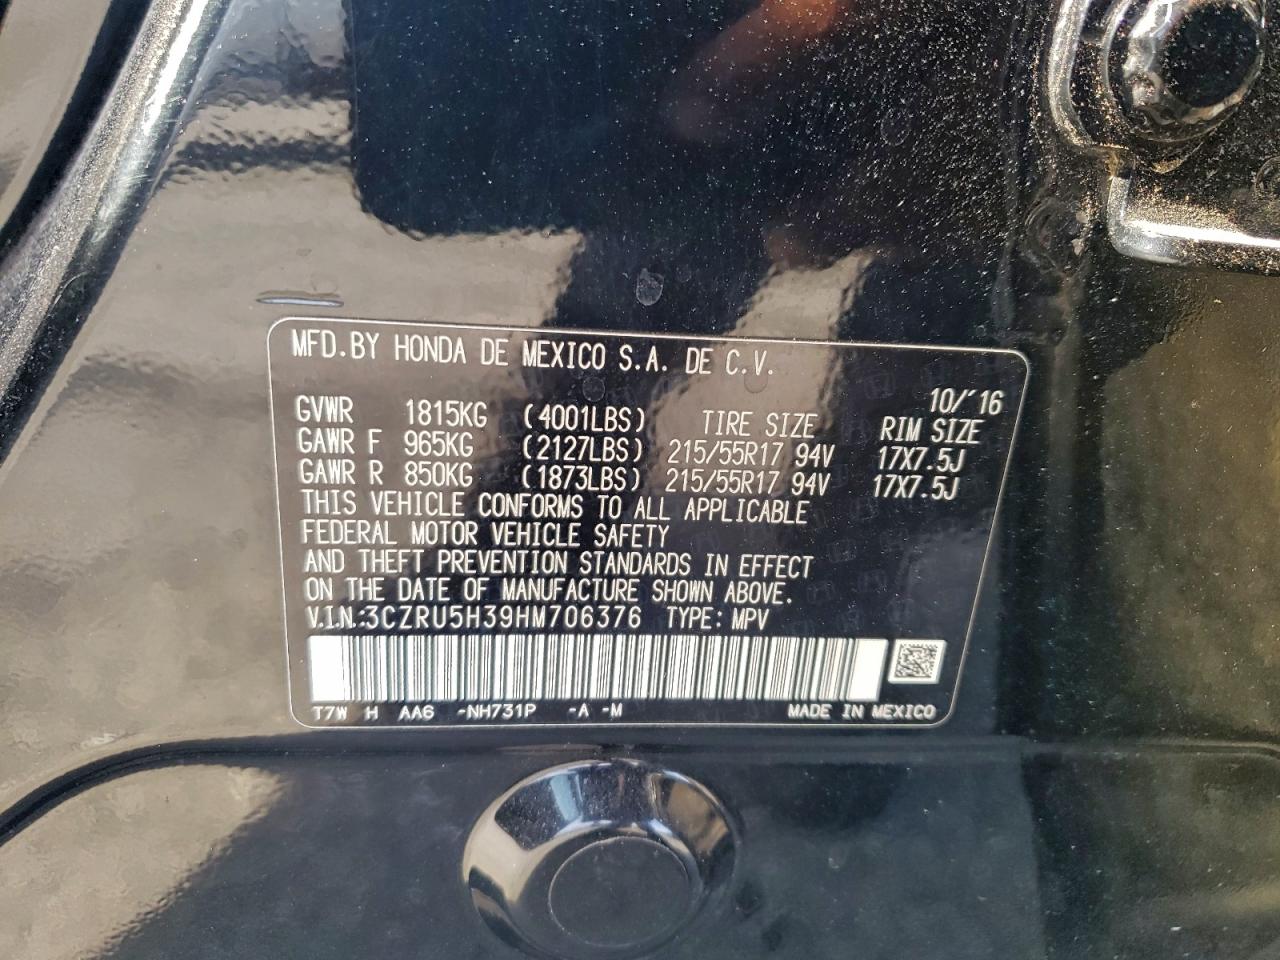 MFD.BY HONDA DE MEXICO S.A. DE C.V.
10/'16
GVWR 1815KG (4001LBS) TIRE SIZE RIM SIZE
GAWR F 965KG (2127LBS) 215/55R17 94V 17X7.5J
GAWR R 850KG (1873LBS) 215/55R17 94V 17X7.5J
THIS VEHICLE CONFORMS TO ALL APPLICABLE
FEDERAL MOTOR VEHICLE SAFETY
AND THEFT PREVENTION STANDARDS IN EFFECT
ON THE DATE OF MANUFACTURE SHOWN ABOVE.
V.I.N.:3CZRU5H39HM706376 TYPE: MPV
T7W H AA6 -NH731P -A -M MADE IN MEXICO